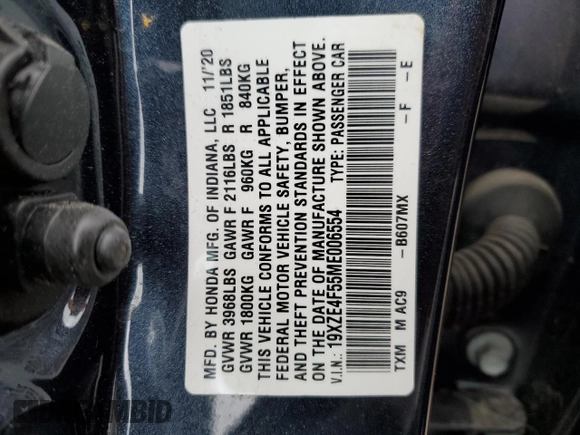 MFD. BY HONDA MFG. OF INDIANA, LLC 11/'20
GVWR 3968LBS GAWR F 2116LBS R 1851LBS
GVWR 1800KG GAWR F 960KG R 840KG
THIS VEHICLE CONFORMS TO ALL APPLICABLE
FEDERAL MOTOR VEHICLE SAFETY, BUMPER,
AND THEFT PREVENTION STANDARDS IN EFFECT
ON THE DATE OF MANUFACTURE SHOWN ABOVE.
V.I.N.: 19XZE4F55ME006554 TYPE: PASSENGER CAR
TXM M AC9 -B607MX -F -E